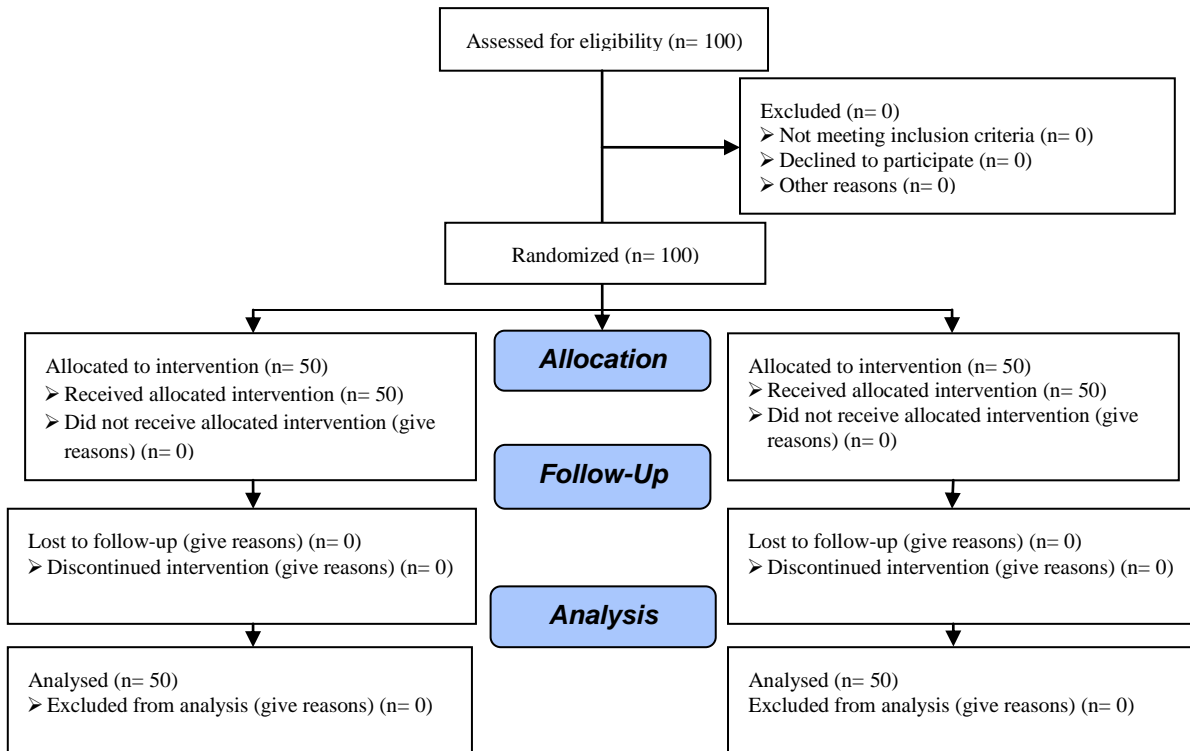 Assessed for eligibility (n= 100)
Excluded (n= 0)
➢ Not meeting inclusion criteria (n= 0)
➢ Declined to participate (n= 0)
➢ Other reasons (n= 0)
Randomized (n= 100)
Allocation
Allocated to intervention (n= 50)
➢ Received allocated intervention (n= 50)
➢ Did not receive allocated intervention (give
reasons) (n= 0)
Allocated to intervention (n= 50)
➢ Received allocated intervention (n= 50)
➢ Did not receive allocated intervention (give
reasons) (n= 0)
Follow-Up
Lost to follow-up (give reasons) (n= 0)
➢ Discontinued intervention (give reasons) (n= 0)
Lost to follow-up (give reasons) (n= 0)
➢ Discontinued intervention (give reasons) (n= 0)
Analysis
Analysed (n= 50)
➢ Excluded from analysis (give reasons) (n= 0)
Analysed (n= 50)
Excluded from analysis (give reasons) (n= 0)